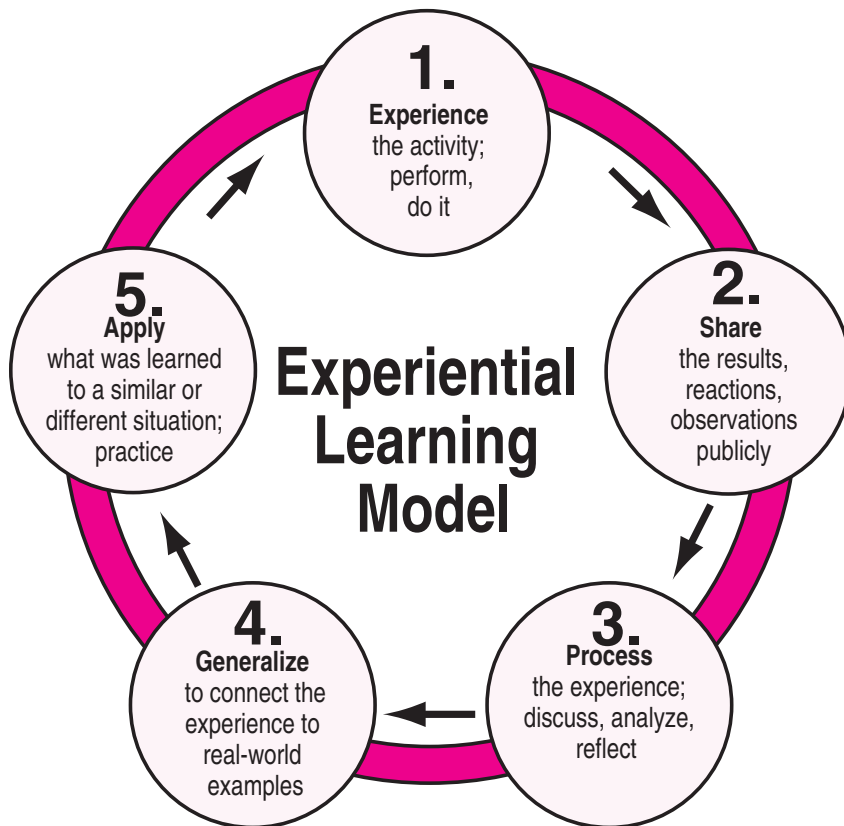 1.
Experience
the activity;
perform,
do it
2.
Share
the results,
reactions,
observations
publicly
3.
Process
the experience;
discuss, analyze,
reflect
4.
Generalize
to connect the
experience to
real-world
examples
5.
Apply
what was learned
to a similar or
different situation;
practice
Experiential
Learning
Model